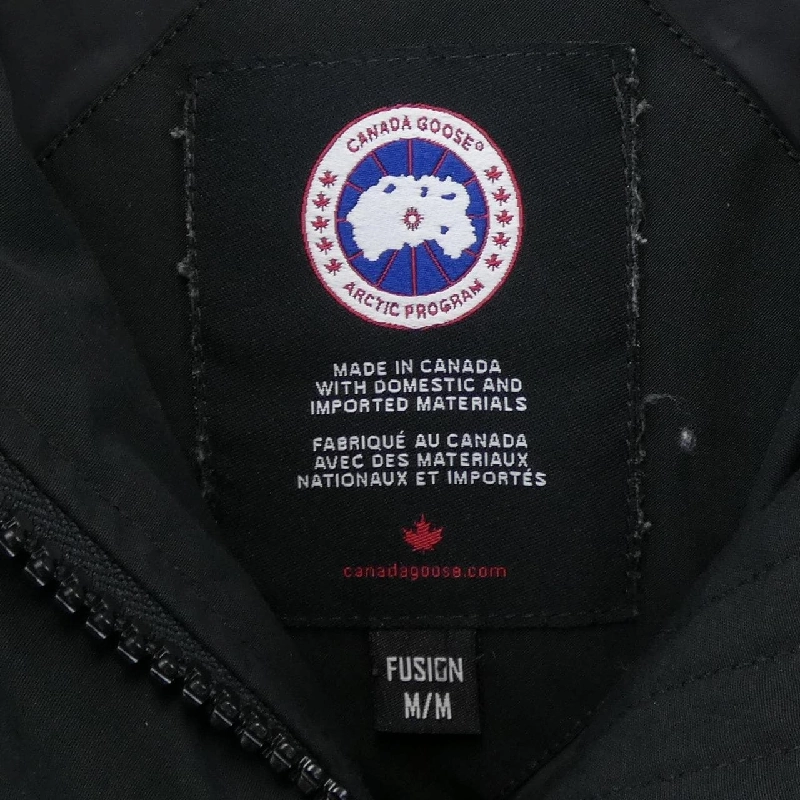 CANADA GOOSE®
ARCTIC PROGRAM
MADE IN CANADA
WITH DOMESTIC AND
IMPORTED MATERIALS
FABRIQUÉ AU CANADA
AVEC DES MATERIAUX
NATIONAUX ET IMPORTÉS
canadagoose.com
FUSION
M/M